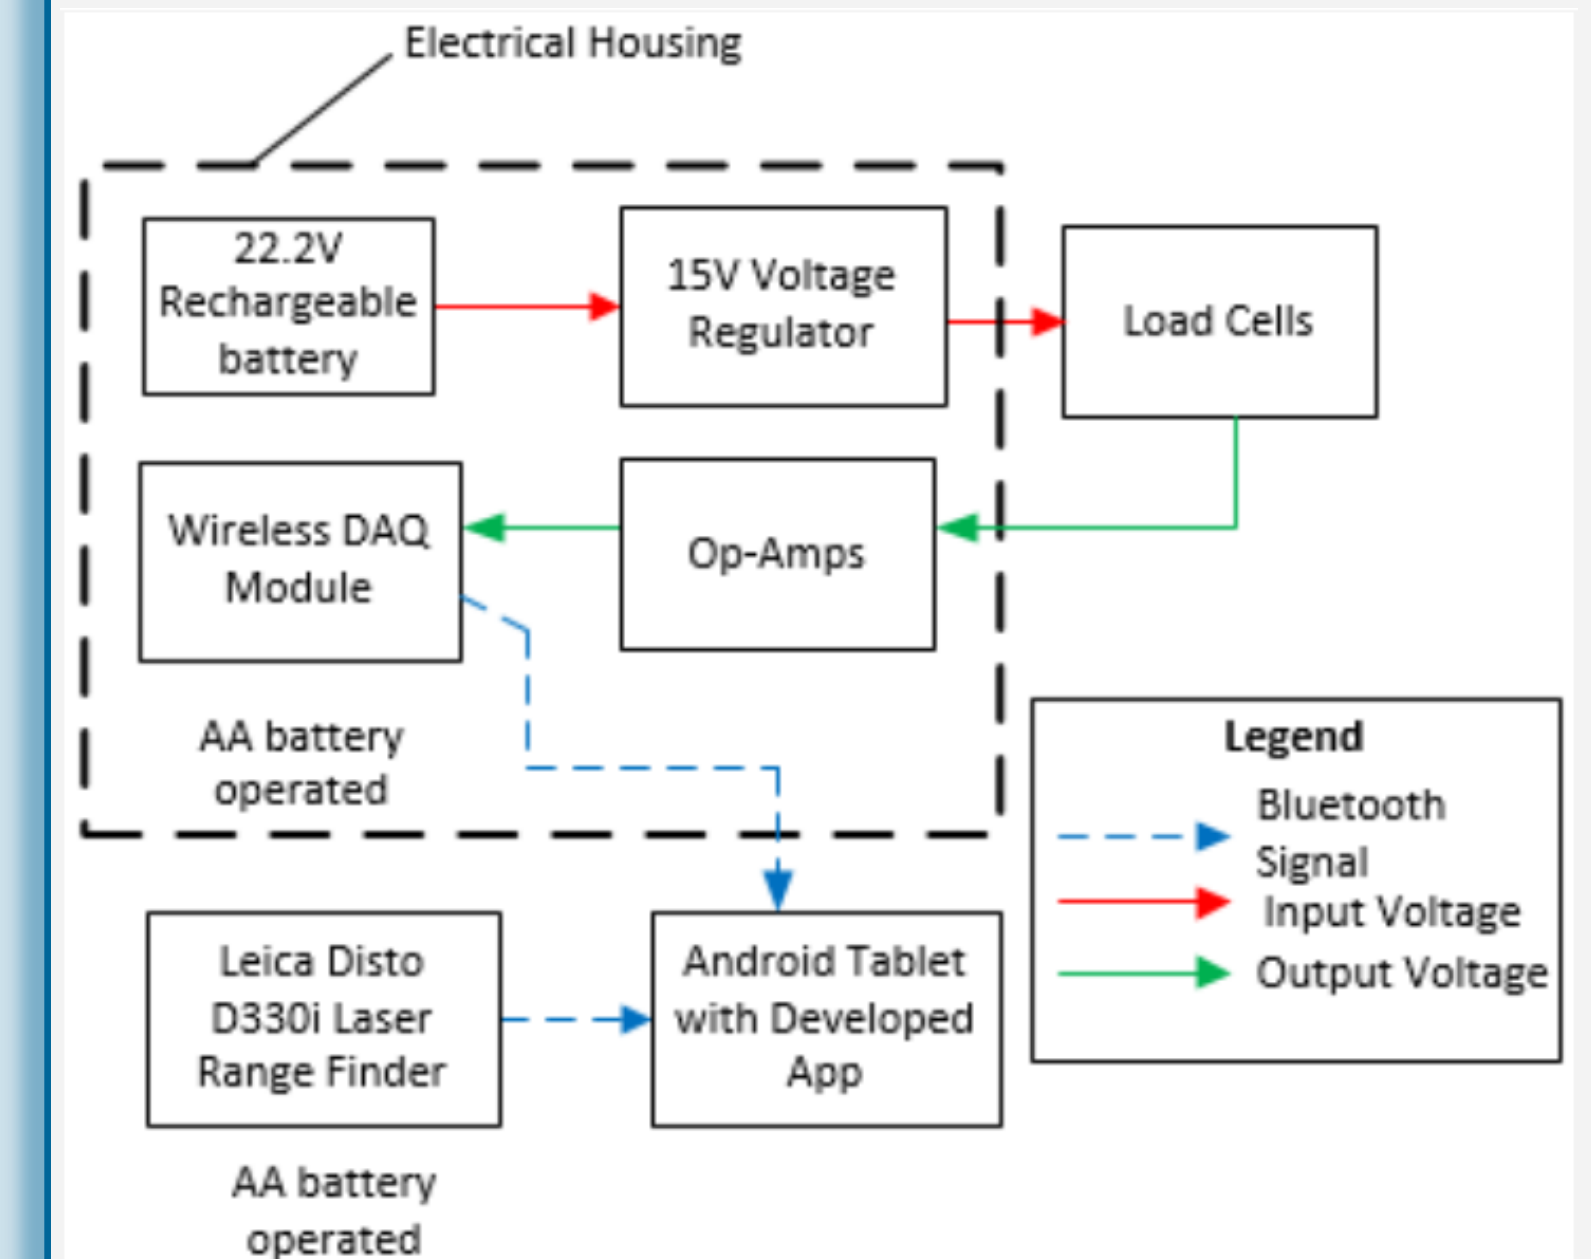 Electrical Housing
22.2V
Rechargeable
battery
15V Voltage
Regulator
Load Cells
Wireless DAQ
Module
Op-Amps
AA battery
operated
Legend
Bluetooth
Signal
Input Voltage
Output Voltage
Leica Disto
D330i Laser
Range Finder
Android Tablet
with Developed
App
AA battery
operated